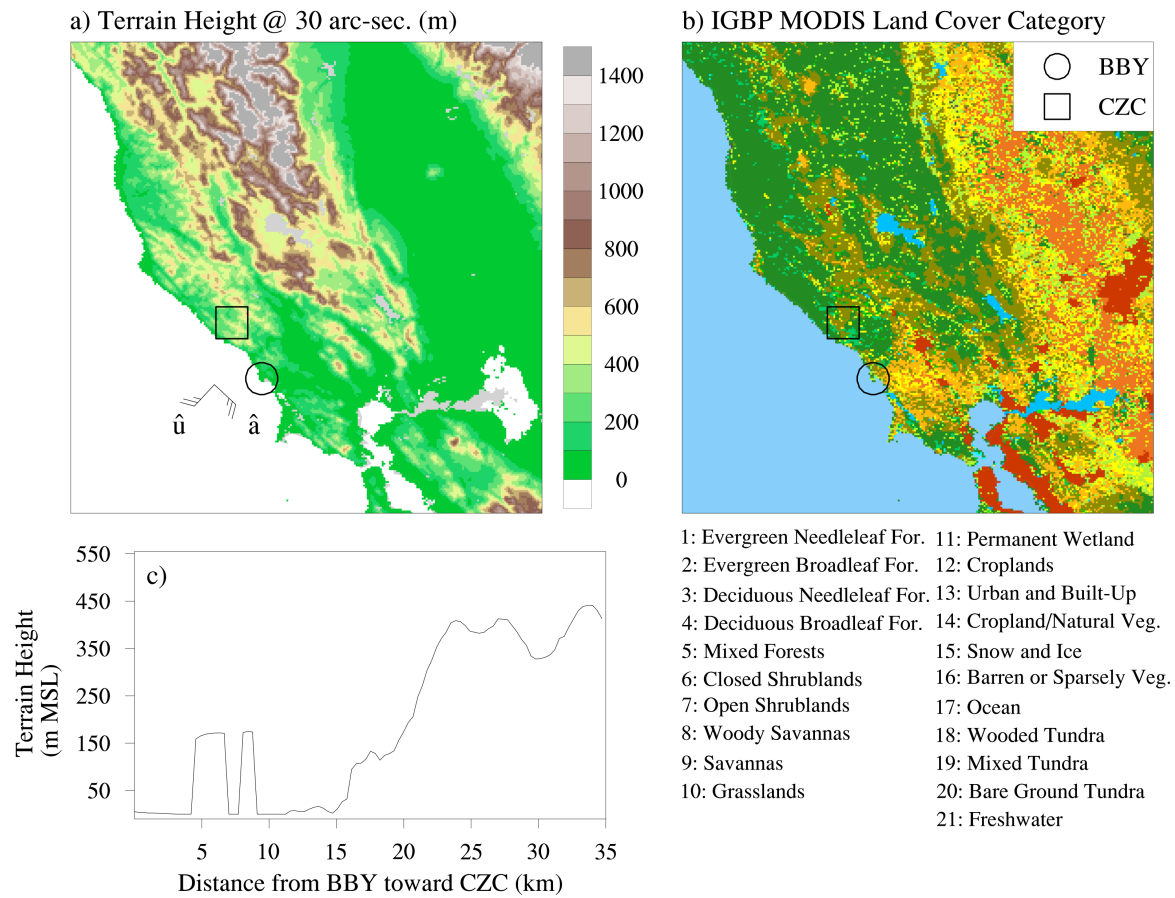 a) Terrain Height @ 30 arc-sec. (m)
1400
1200
1000
800
600
400
200
0
û
â
b) IGBP MODIS Land Cover Category
BBY
CZC
1: Evergreen Needleleaf For.
2: Evergreen Broadleaf For.
3: Deciduous Needleleaf For.
4: Deciduous Broadleaf For.
5: Mixed Forests
6: Closed Shrublands
7: Open Shrublands
8: Woody Savannas
9: Savannas
10: Grasslands
11: Permanent Wetland
12: Croplands
13: Urban and Built-Up
14: Cropland/Natural Veg.
15: Snow and Ice
16: Barren or Sparsely Veg.
17: Ocean
18: Wooded Tundra
19: Mixed Tundra
20: Bare Ground Tundra
21: Freshwater
c)
Terrain Height
(m MSL)
550
450
350
250
150
50
5 10 15 20 25 30 35
Distance from BBY toward CZC (km)